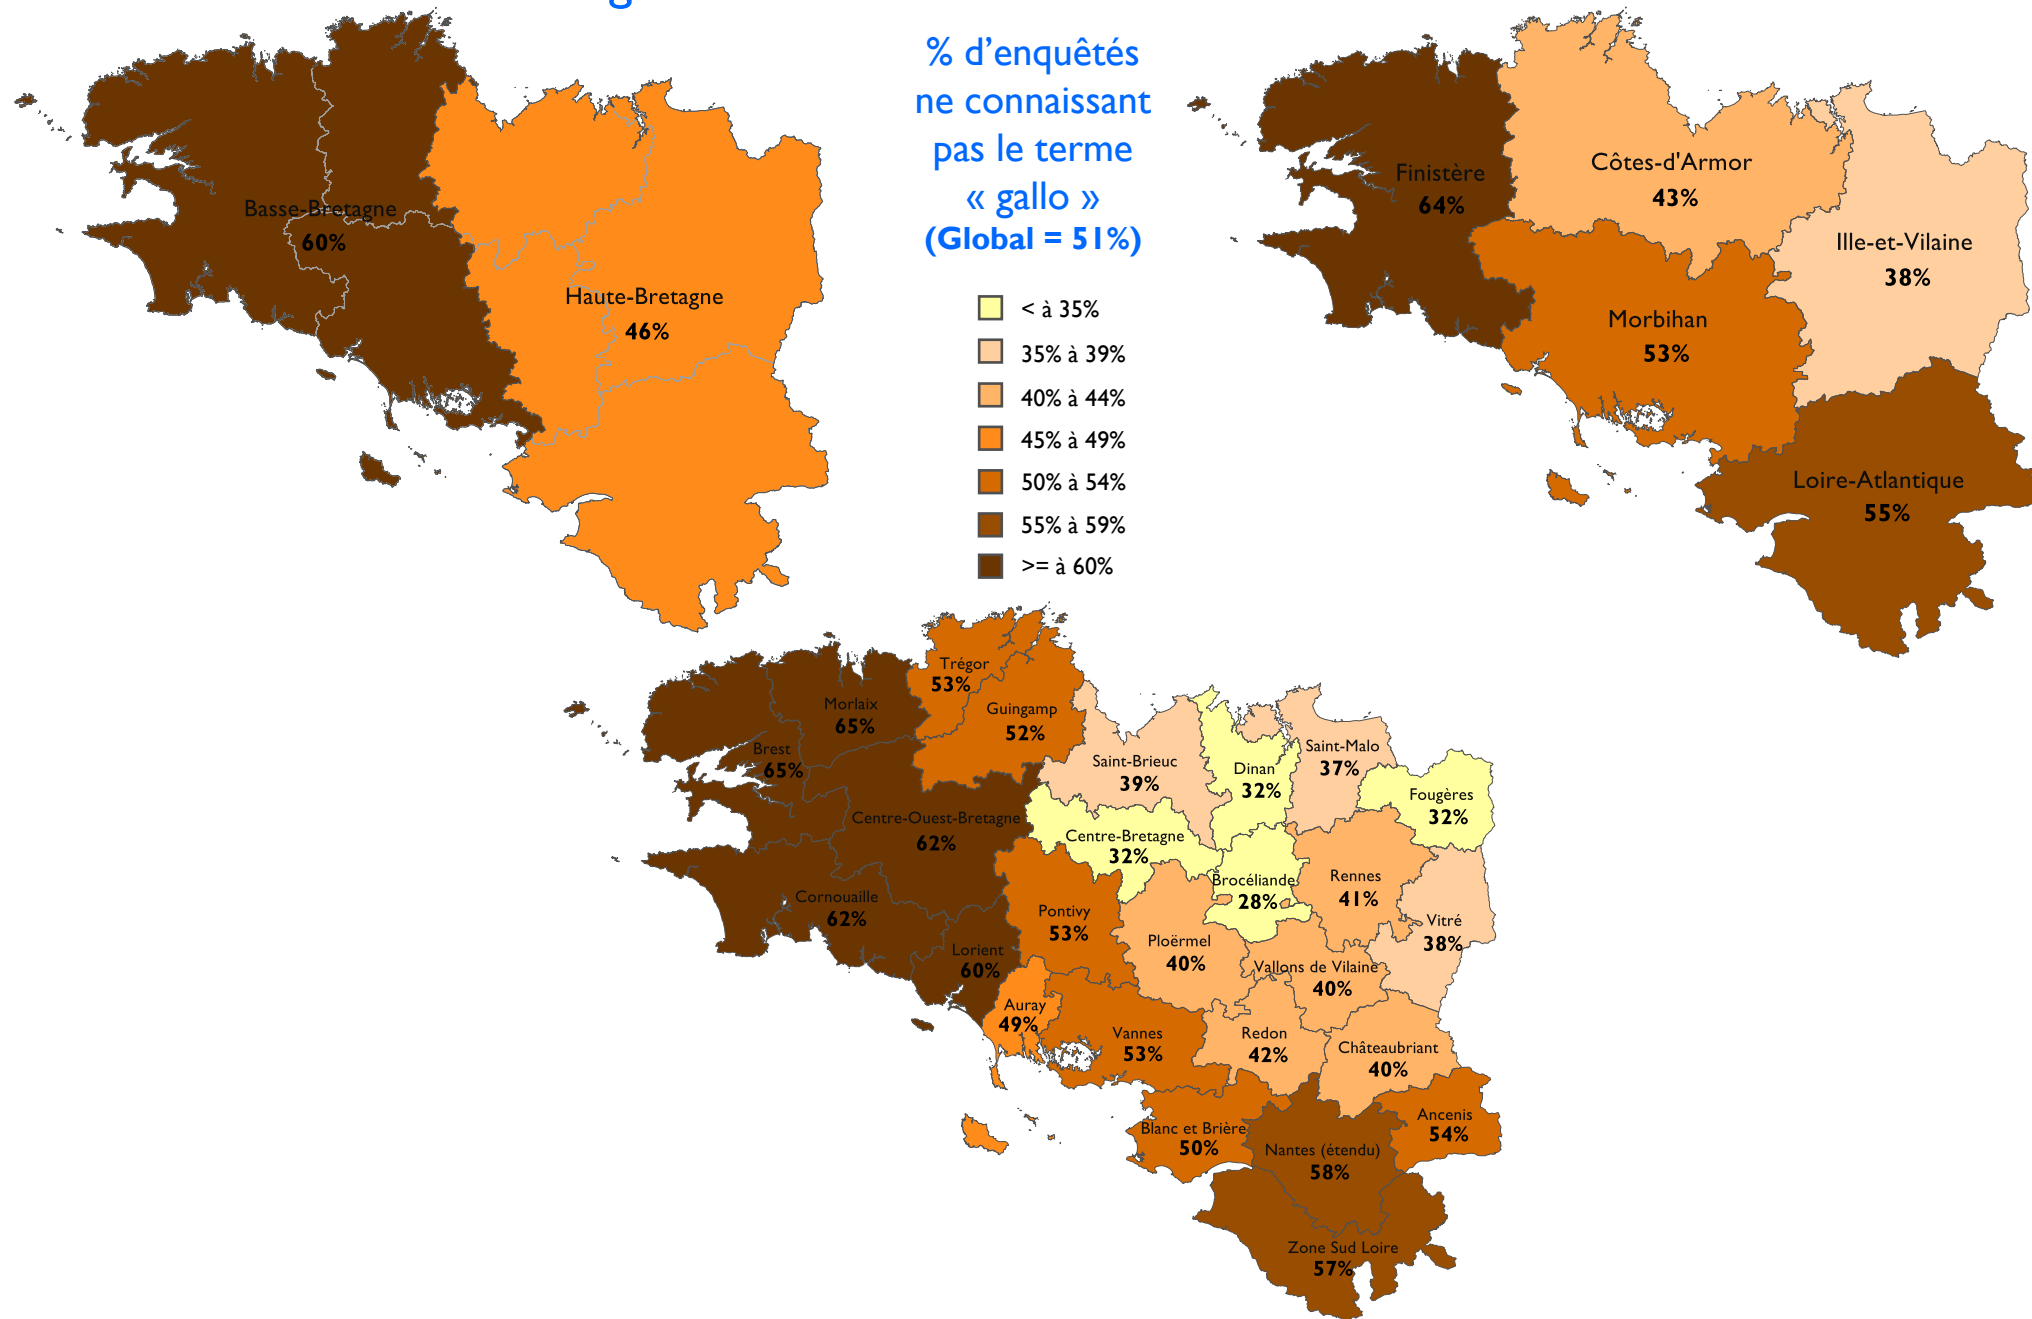 % d'enquêtés
ne connaissant
pas le terme
« gallo »
(Global = 51%)
< à 35%
35% à 39%
40% à 44%
45% à 49%
50% à 54%
55% à 59%
>= à 60%
Basse-Bretagne
60%
Haute-Bretagne
46%
Finistère
64%
Côtes-d'Armor
43%
Ille-et-Vilaine
38%
Morbihan
53%
Loire-Atlantique
55%
Trégor
53%
Morlaix
65%
Guingamp
52%
Brest
65%
Saint-Brieuc
39%
Dinan
32%
Saint-Malo
37%
Fougères
32%
Centre-Ouest-Bretagne
62%
Centre-Bretagne
32%
Brocéliande
28%
Rennes
41%
Cornouaille
62%
Pontivy
53%
Vitré
38%
Lorient
60%
Ploërmel
40%
Vallons de Vilaine
40%
Auray
49%
Vannes
53%
Redon
42%
Châteaubriant
40%
Ancenis
54%
Blanc et Brière
50%
Nantes (étendu)
58%
Zone Sud Loire
57%